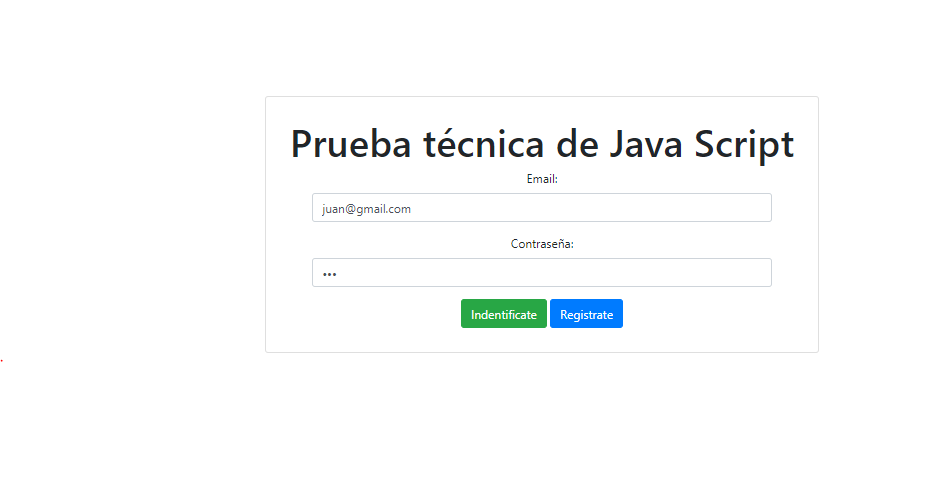 Prueba técnica de Java Script
Email:
juan@gmail.com
Contraseña:
•••
Indentificate Registrate